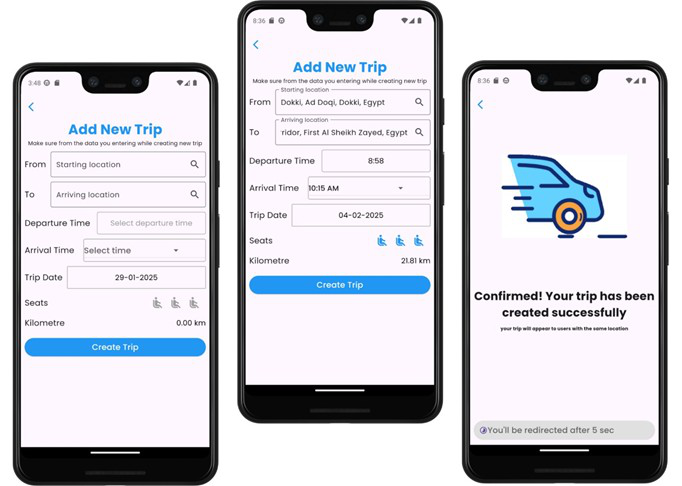 3:48
Add New Trip
Make sure from the data you entering while creating new trip
From
Starting location
To
Arriving location
Departure Time
Select departure time
Arrival Time
Select time
Trip Date
29-01-2025
Seats
Kilometre
0.00 km
Create Trip
8:36
Add New Trip
Make sure from the data you entering while creating new trip
Starting location
From
Dokki, Ad Doqi, Dokki, Egypt
Arriving location
To
ridor, First Al Sheikh Zayed, Egypt
Departure Time
8:58
Arrival Time
10:15 AM
Trip Date
04-02-2025
Seats
Kilometre
21.81 km
Create Trip
8:36
Confirmed! Your trip has been
created successfully
your trip will appear to users with the same location
You'll be redirected after 5 sec